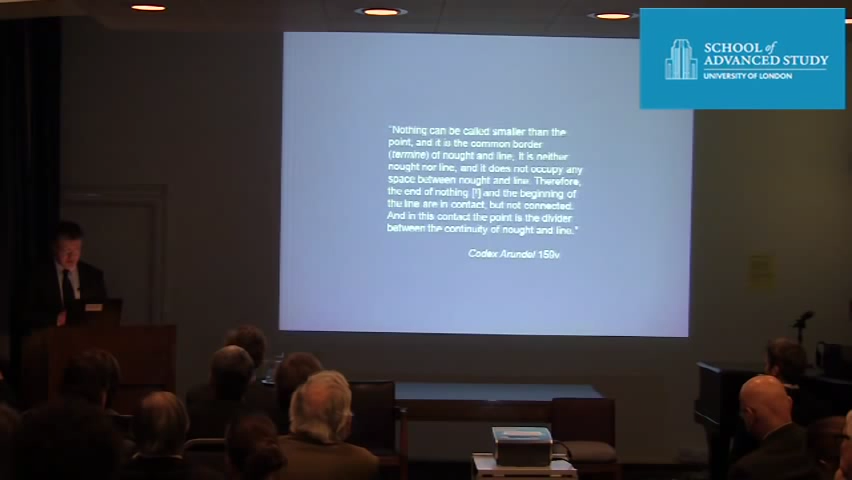 SCHOOL of
ADVANCED STUDY
UNIVERSITY OF LONDON
"Nothing can be called smaller than the
point, and it is the common border
(termine) of nought and line; It is neither
nought nor line, and it does not occupy any
space between nought and line. Therefore,
the end of nothing [!] and the beginning of
the line are in contact, but not connected.
And in this contact the point is the divider
between the continuity of nought and line."
Codex Arundel 159v